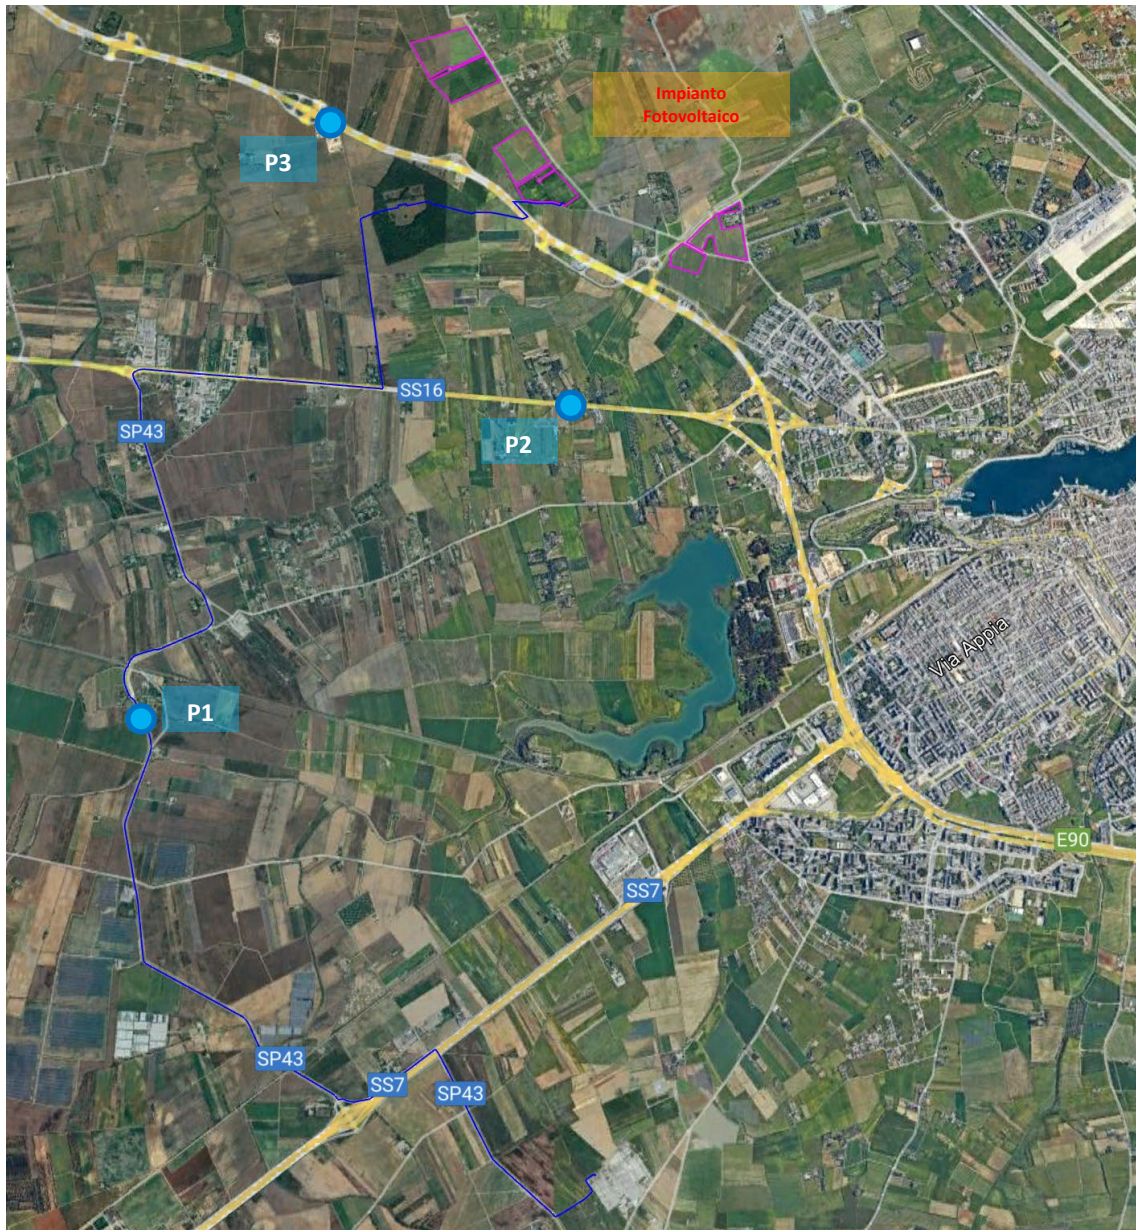 Impianto
Fotovoltaico
P3
SS16
SP43
P2
Via Appia
P1
E90
SS7
SP43
SS7
SP43